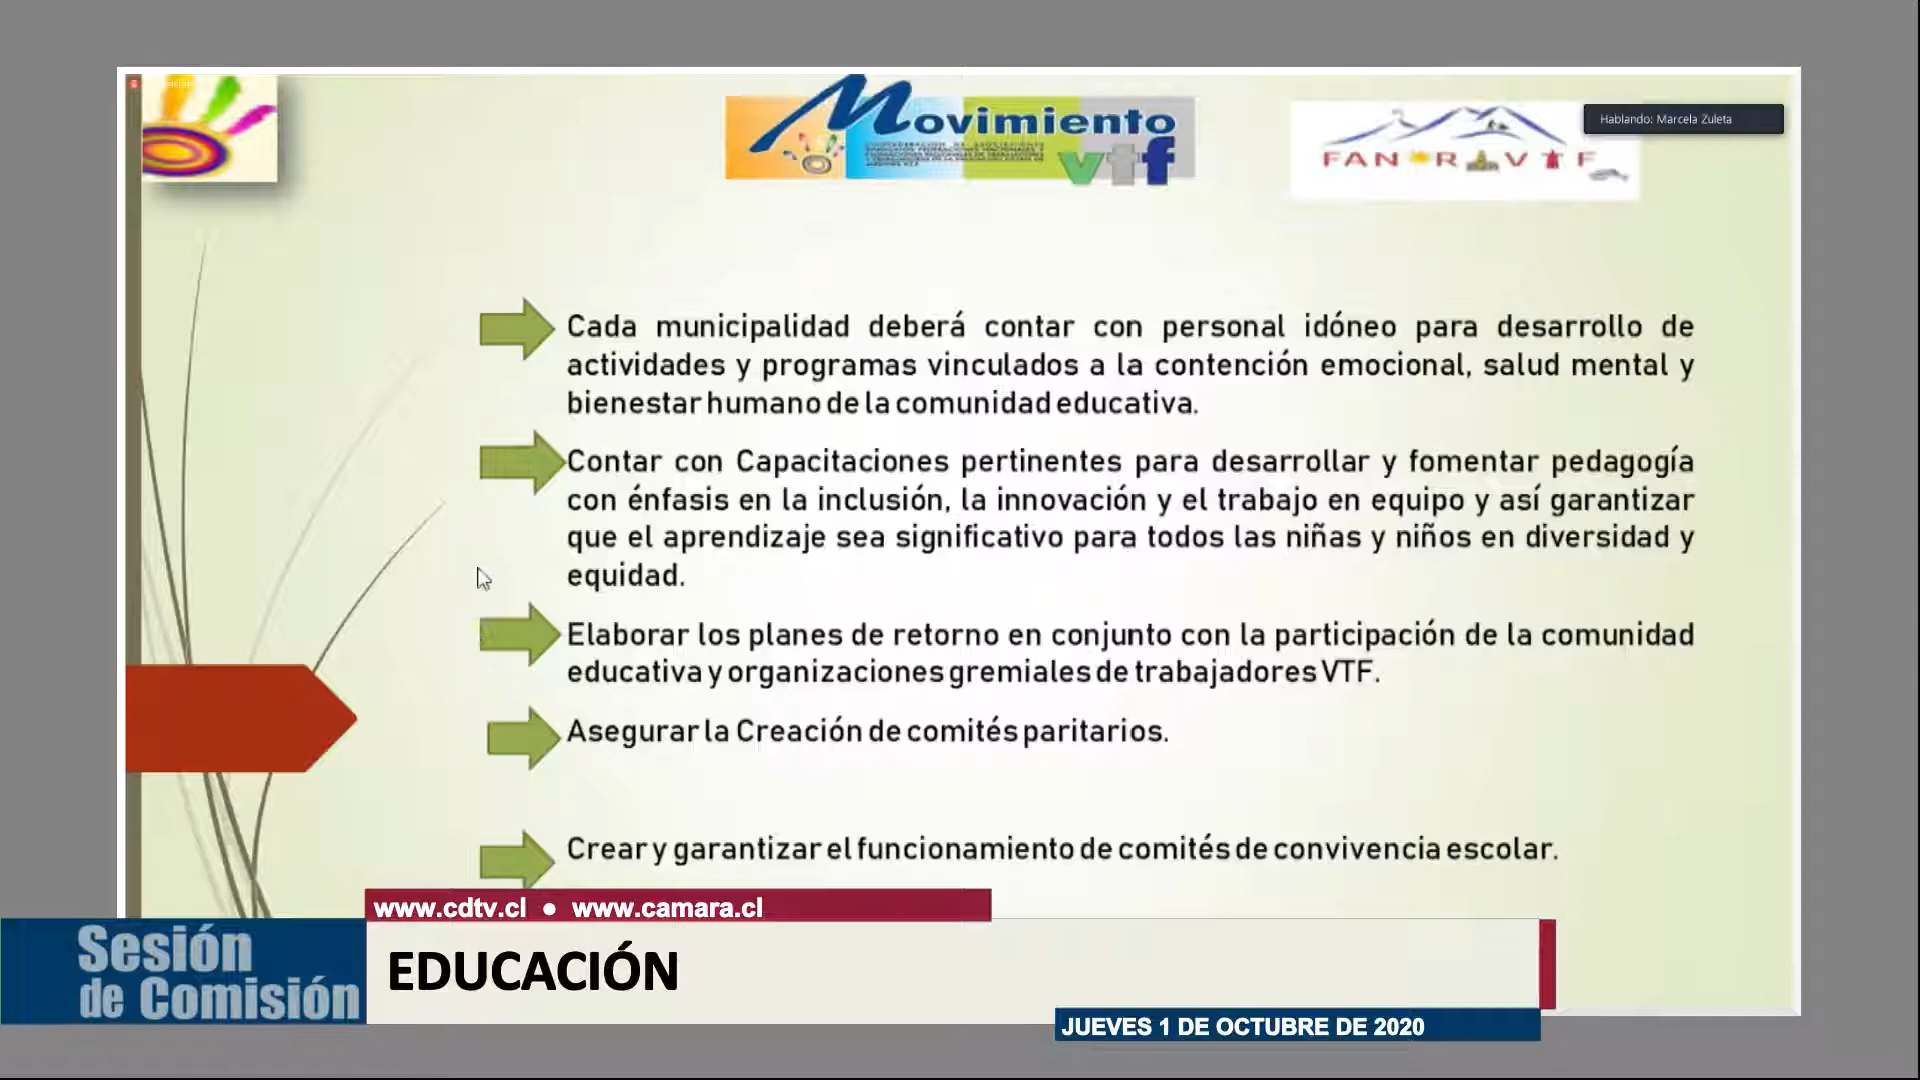 Movimiento
vtf
FAN R VTF
Hablando: Marcela Zuleta
Cada municipalidad deberá contar con personal idóneo para desarrollo de
actividades y programas vinculados a la contención emocional, salud mental y
bienestar humano de la comunidad educativa.
Contar con Capacitaciones pertinentes para desarrollar y fomentar pedagogía
con énfasis en la inclusión, la innovación y el trabajo en equipo y así garantizar
que el aprendizaje sea significativo para todos las niñas y niños en diversidad y
equidad.
Elaborar los planes de retorno en conjunto con la participación de la comunidad
educativa y organizaciones gremiales de trabajadores VTF.
Asegurar la Creación de comités paritarios.
Crear y garantizar el funcionamiento de comités de convivencia escolar.
www.cdtv.cl ● www.camara.cl
Sesión
de Comisión
EDUCACIÓN
JUEVES 1 DE OCTUBRE DE 2020